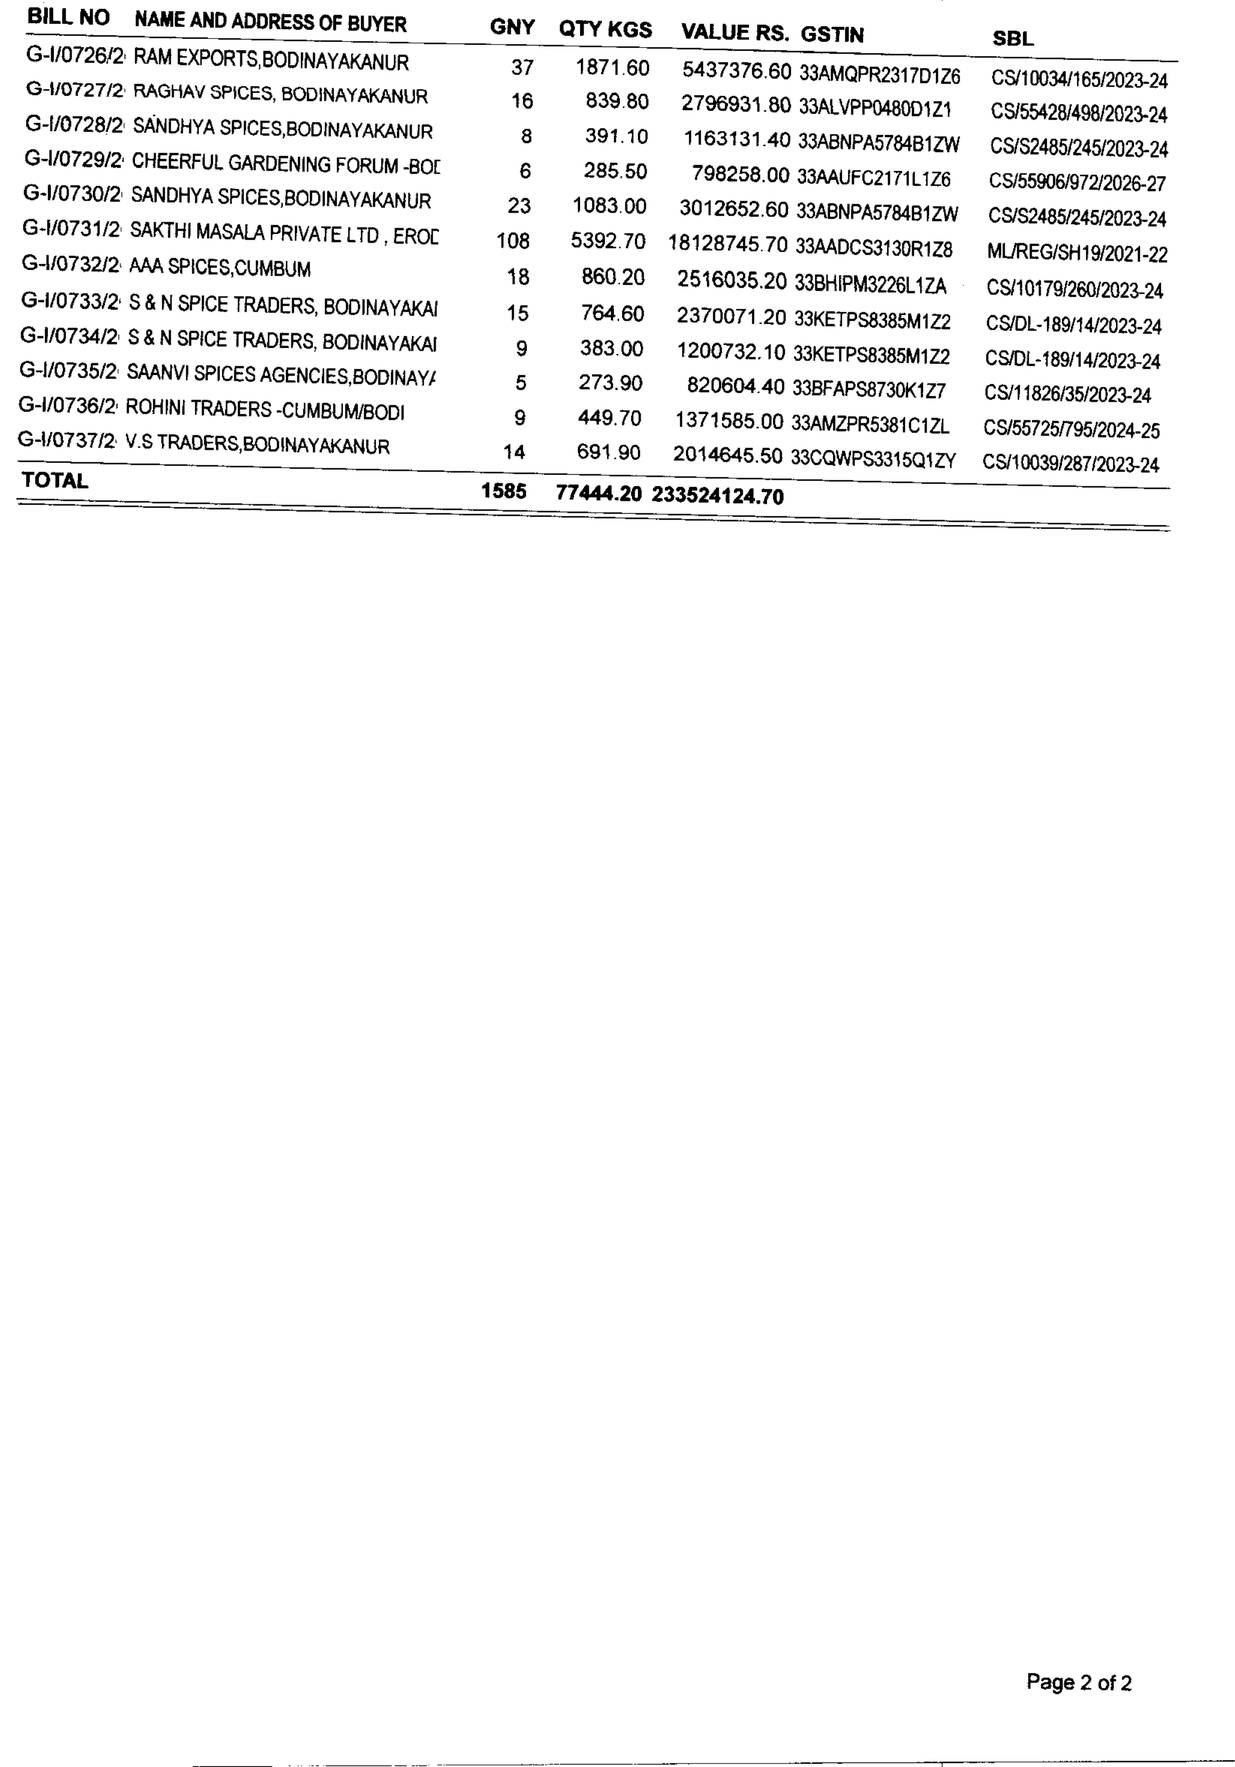 BILL NO NAME AND ADDRESS OF BUYER GNY QTY KGS VALUE RS. GSTIN SBL
G-I/0726/2 RAM EXPORTS,BODINAYAKANUR 37 1871.60 5437376.60 33AMQPR2317D1Z6 CS/10034/165/2023-24
G-I/0727/2 RAGHAV SPICES, BODINAYAKANUR 16 839.80 2796931.80 33ALVPP0480D1Z1 CS/55428/498/2023-24
G-I/0728/2 SANDHYA SPICES,BODINAYAKANUR 8 391.10 1163131.40 33ABNPA5784B1ZW CS/S2485/245/2023-24
G-I/0729/2 CHEERFUL GARDENING FORUM -BOD 6 285.50 798258.00 33AAUFC2171L1Z6 CS/55906/972/2026-27
G-I/0730/2 SANDHYA SPICES,BODINAYAKANUR 23 1083.00 3012652.60 33ABNPA5784B1ZW CS/S2485/245/2023-24
G-I/0731/2 SAKTHI MASALA PRIVATE LTD , EROD 108 5392.70 18128745.70 33AADCS3130R1Z8 ML/REG/SH19/2021-22
G-I/0732/2 AAA SPICES,CUMBUM 18 860.20 2516035.20 33BHIPM3226L1ZA CS/10179/260/2023-24
G-I/0733/2 S & N SPICE TRADERS, BODINAYAKA 15 764.60 2370071.20 33KETPS8385M1Z2 CS/DL-189/14/2023-24
G-I/0734/2 S & N SPICE TRADERS, BODINAYAKA 9 383.00 1200732.10 33KETPS8385M1Z2 CS/DL-189/14/2023-24
G-I/0735/2 SAANVI SPICES AGENCIES,BODINAY 5 273.90 820604.40 33BFAPS8730K1Z7 CS/11826/35/2023-24
G-I/0736/2 ROHINI TRADERS -CUMBUM/BODI 9 449.70 1371585.00 33AMZPR5381C1ZL CS/55725/795/2024-25
G-I/0737/2 V.S TRADERS,BODINAYAKANUR 14 691.90 2014645.50 33CQWPS3315Q1ZY CS/10039/287/2023-24
TOTAL 1585 77444.20 233524124.70
Page 2 of 2